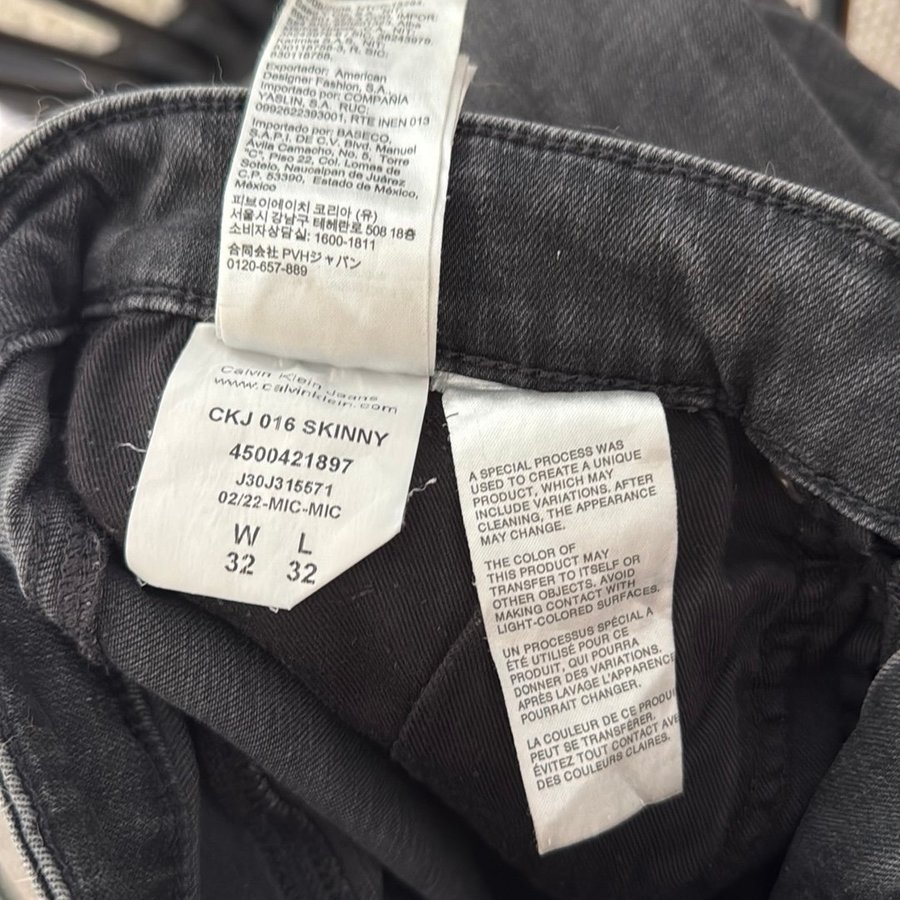 Exportador: American
Designer Fashion, S.A.
Importado por: COMPAÑIA
TASLIN, S.A. RUC:
0992622393001, RTE INEN 013
Importado por: BASECO,
S.A.P.I. DE C.V. Blvd. Manuel
Ávila Camacho, No. 5, Torre
"C", Piso 22, Col. Lomas de
Sotelo, Naucalpan de Juárez
C.P. 53390, Estado de México,
México
피브이에이치 코리아 (유)
서울시 강남구 테헤란로 508 18층
소비자상담실: 1600-1811
合同会社 PVHジャパン
0120-657-889
Calvin Klein Jeans
www.calvinklein.com
CKJ 016 SKINNY
4500421897
J30J315571
02/22-MIC-MIC
W L
32 32
A SPECIAL PROCESS WAS
USED TO CREATE A UNIQUE
PRODUCT, WHICH MAY
INCLUDE VARIATIONS. AFTER
CLEANING, THE APPEARANCE
MAY CHANGE.
THE COLOR OF
THIS PRODUCT MAY
TRANSFER TO ITSELF OR
OTHER OBJECTS. AVOID
MAKING CONTACT WITH
LIGHT-COLORED SURFACES.
UN PROCESSUS SPÉCIAL A
ÉTÉ UTILISÉ POUR CE
PRODUIT, QUI POURRA
DONNER DES VARIATIONS.
APRÈS LAVAGE L'APPARENCE
POURRAIT CHANGER.
LA COULEUR DE CE PRODUI
PEUT SE TRANSFÉRER.
ÉVITEZ TOUT CONTACT AVE
DES COULEURS CLAIRES.